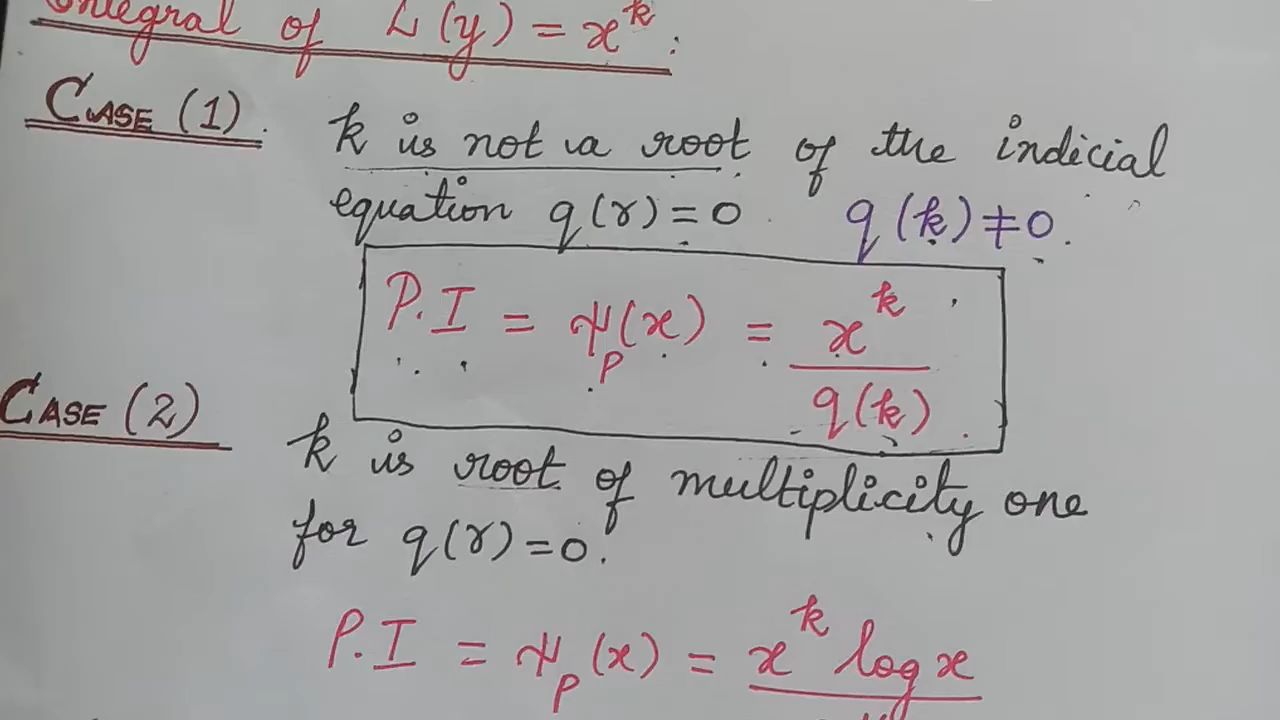 Integral of L(y) = x^k :
CASE (1). k is not a root of the indicial
equation q(r) = 0. q(k) ≠ 0.
P.I = ψ_p(x) = x^k / q(k)
CASE (2) k is root of multiplicity one
for q(r) = 0.
P.I = ψ_p(x) = x^k log x